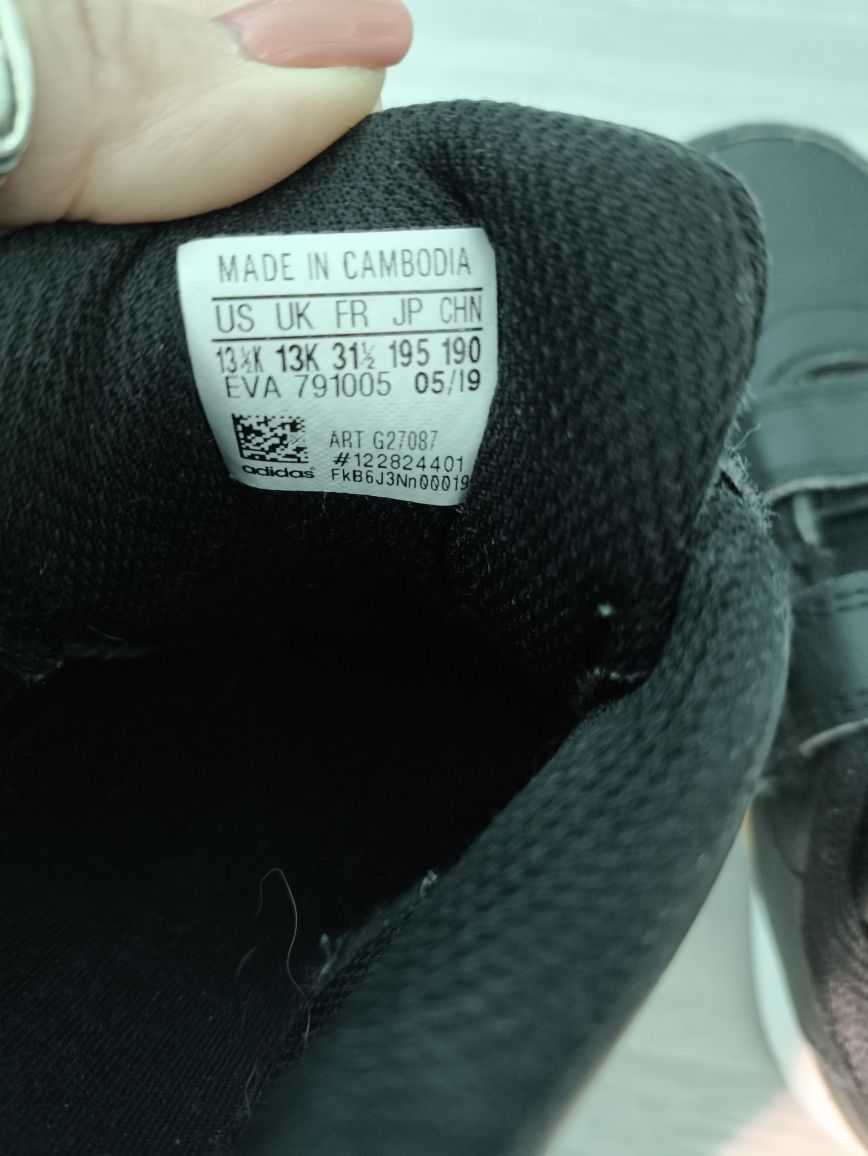 MADE IN CAMBODIA
US UK FR JP CHN
13½K 13K 31½ 195 190
EVA 791005 05/19
ART G27087
#122824401
adidas FkB6J3Nn00019